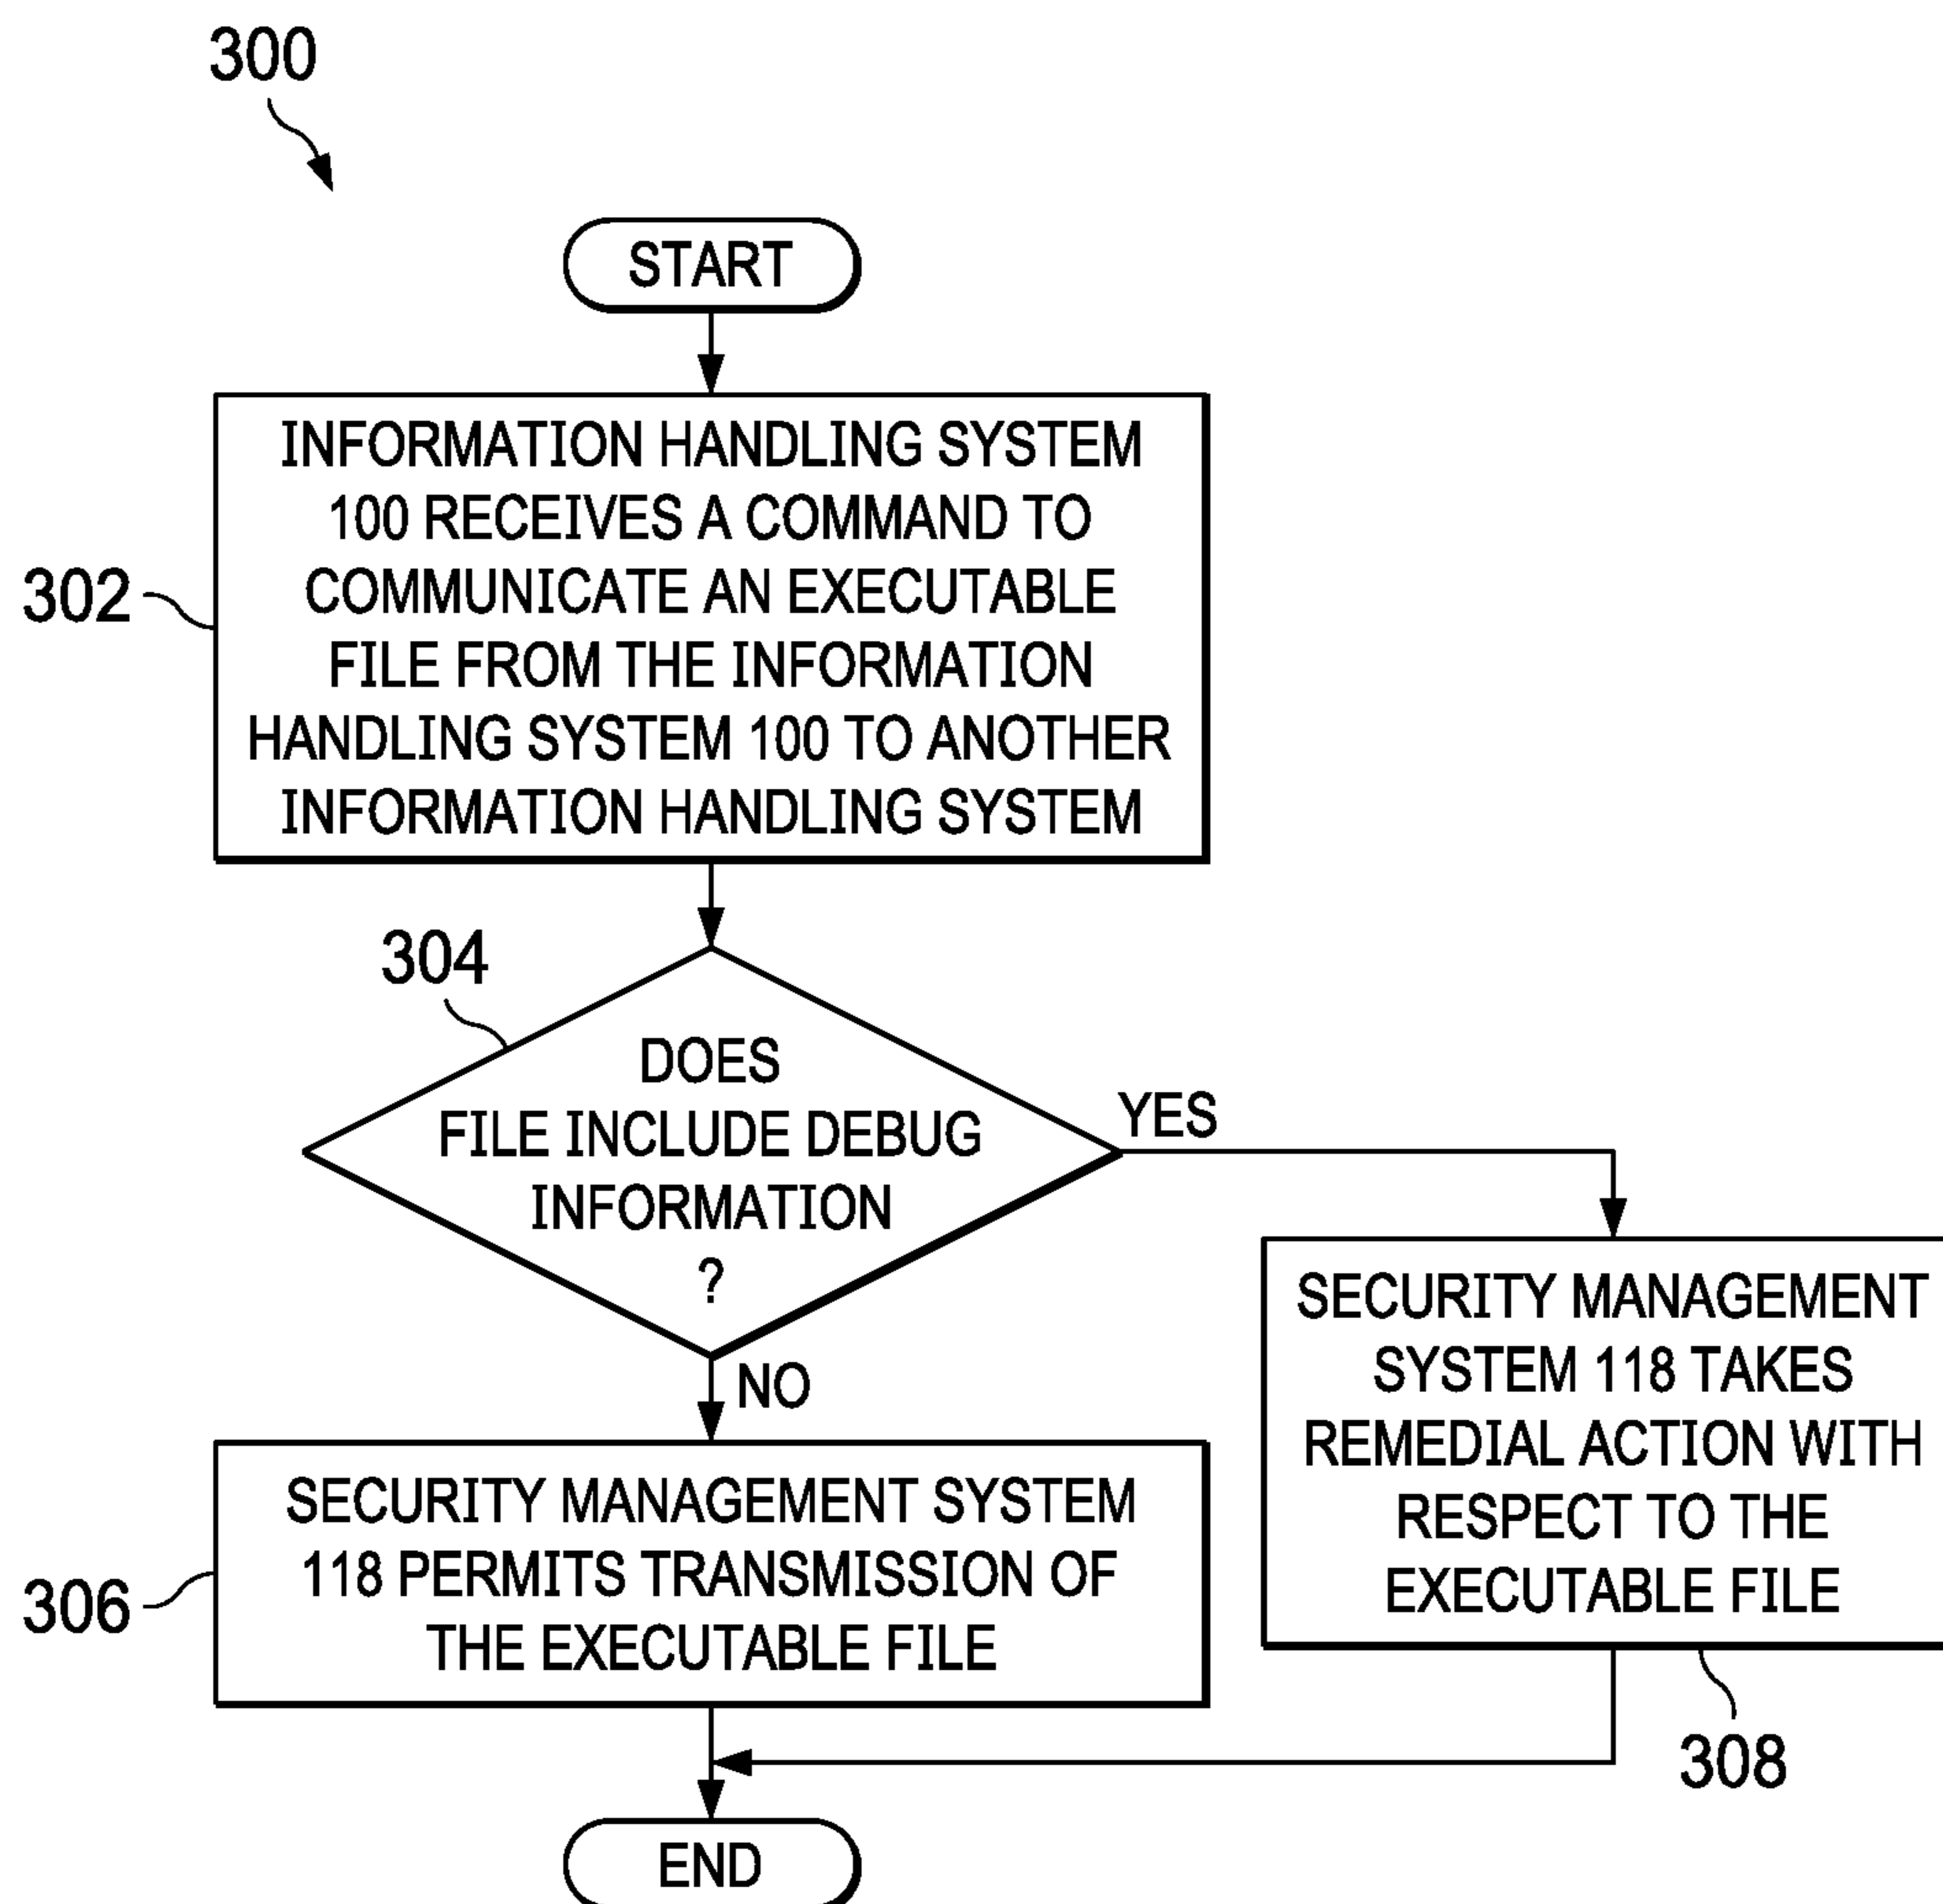 300
START
302
INFORMATION HANDLING SYSTEM
100 RECEIVES A COMMAND TO
COMMUNICATE AN EXECUTABLE
FILE FROM THE INFORMATION
HANDLING SYSTEM 100 TO ANOTHER
INFORMATION HANDLING SYSTEM
304
DOES
FILE INCLUDE DEBUG
INFORMATION
?
YES
NO
SECURITY MANAGEMENT
SYSTEM 118 TAKES
REMEDIAL ACTION WITH
RESPECT TO THE
EXECUTABLE FILE
308
306
SECURITY MANAGEMENT SYSTEM
118 PERMITS TRANSMISSION OF
THE EXECUTABLE FILE
END